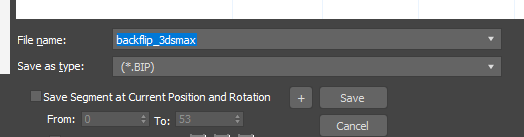 File name: backflip_3dsmax
Save as type: (*.BIP)
Save Segment at Current Position and Rotation + Save
From: 0 To: 53
Cancel